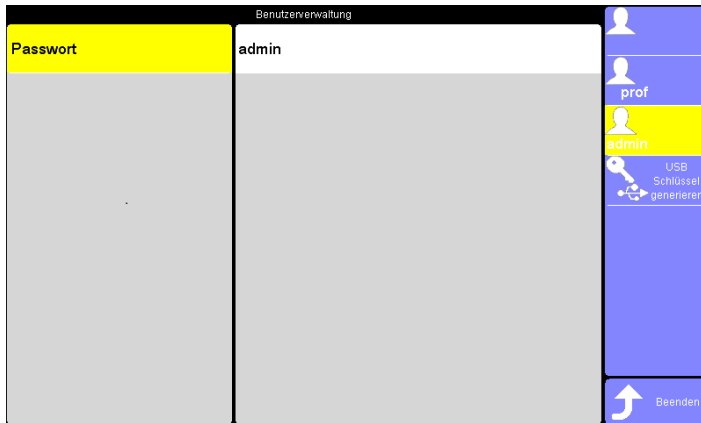 Benutzerverwaltung
Passwort
admin
prof
admin
USB
Schlüssel
generieren
Beenden